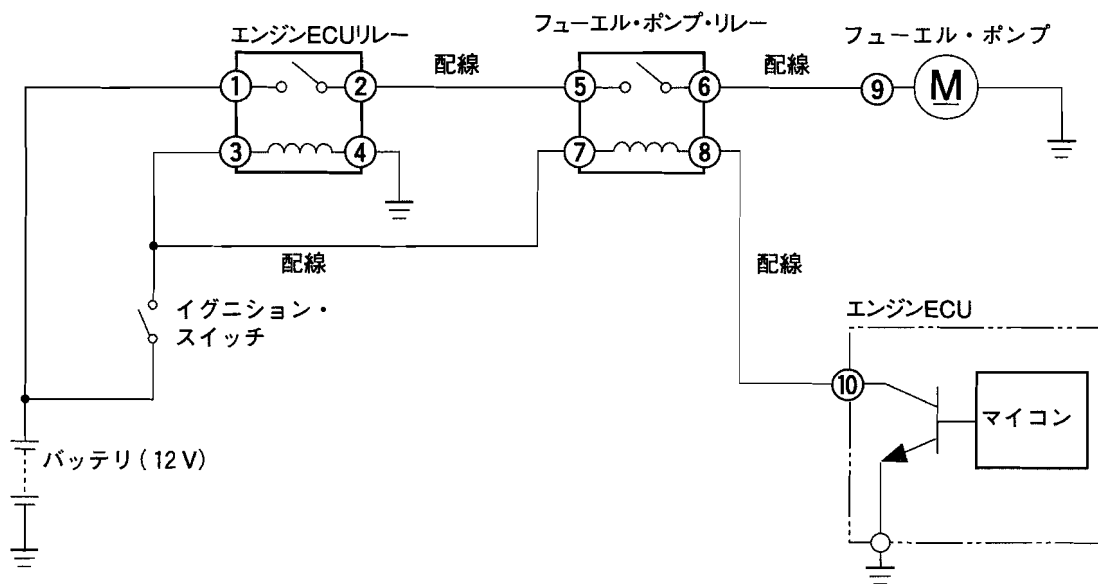 エンジンECUリレー
フューエル・ポンプ・リレー
フューエル・ポンプ
配線
配線
① ② ⑤ ⑥ ⑨ M
③ ④ ⑦ ⑧
配線
配線
イグニション・
スイッチ
エンジンECU
⑩
マイコン
バッテリ(12V)